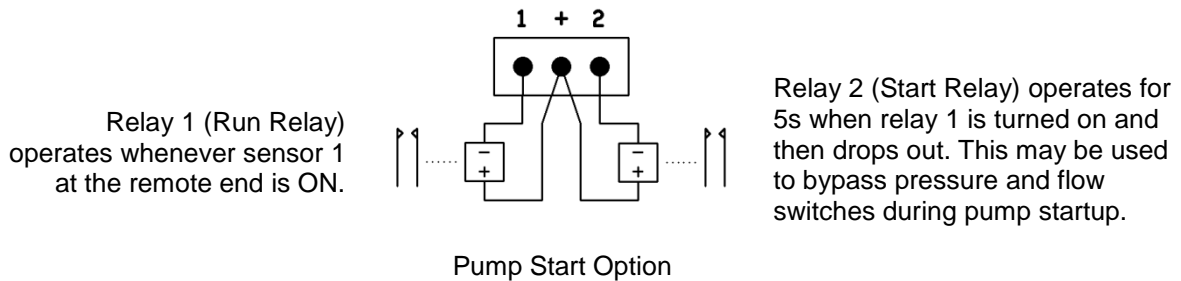 1 + 2
Relay 1 (Run Relay)
operates whenever sensor 1
at the remote end is ON.
−
+
−
+
Relay 2 (Start Relay) operates for
5s when relay 1 is turned on and
then drops out. This may be used
to bypass pressure and flow
switches during pump startup.
Pump Start Option